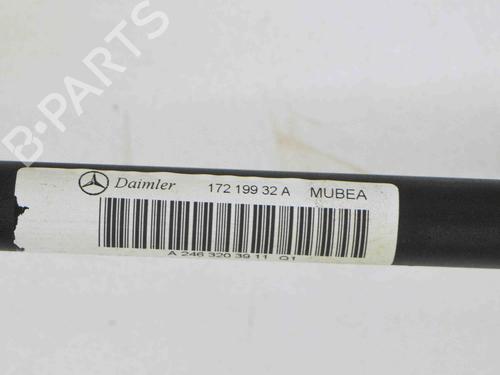 B-PARTS
Daimler 172 199 32 A MUBEA
A 246 320 39 11 Q1